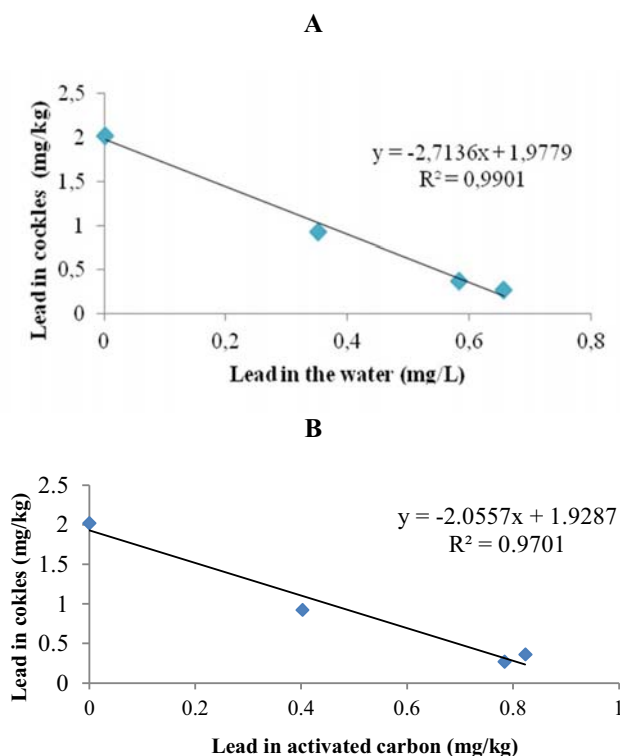 A
2,5
2
1,5
1
0,5
0
0
0,2
0,4
0,6
0,8
Lead in cockles (mg/kg)
y = -2,7136x + 1,9779
R² = 0,9901
Lead in the water (mg/L)
B
2.5
2
1.5
1
0.5
0
0
0.2
0.4
0.6
0.8
1
Lead in cokles (mg/kg)
y = -2.0557x + 1.9287
R² = 0.9701
Lead in activated carbon (mg/kg)